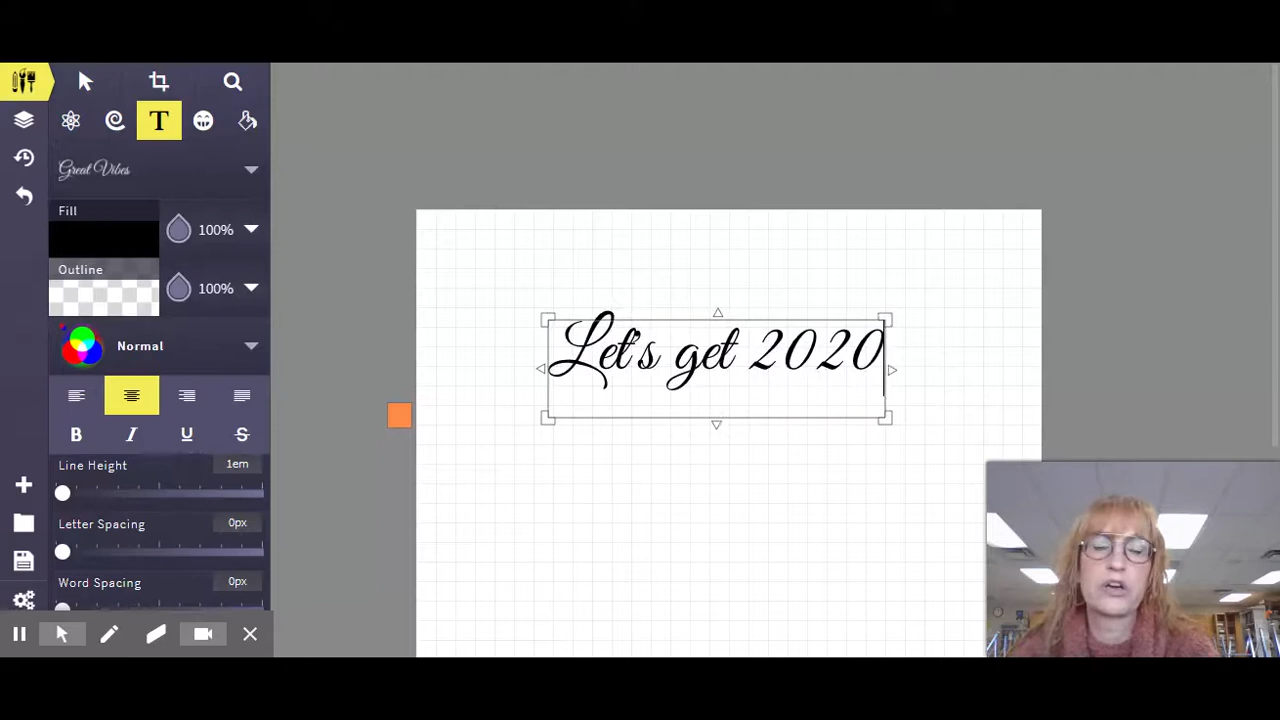 T
Great Vibes
Fill
100%
Outline
100%
Normal
B I U S
Line Height 1em
Letter Spacing 0px
Word Spacing 0px
Let's get 2020